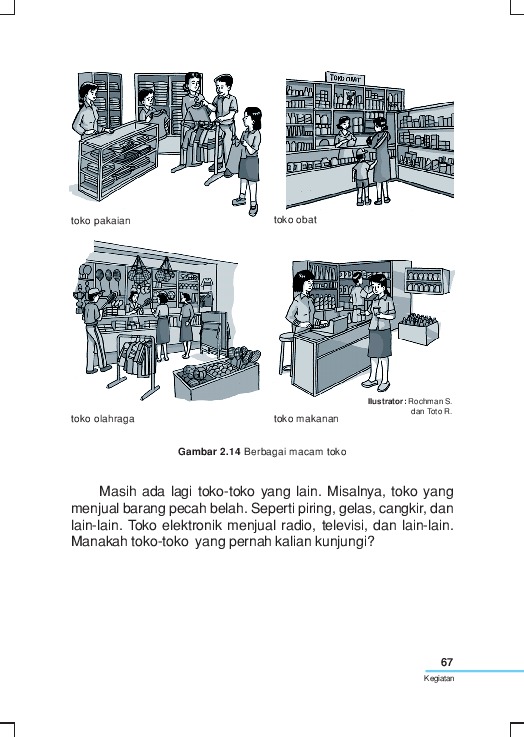 TOKO OBAT
toko pakaian
toko obat
toko olahraga
toko makanan
Ilustrator: Rochman S.
dan Toto R.
Gambar 2.14 Berbagai macam toko
Masih ada lagi toko-toko yang lain. Misalnya, toko yang
menjual barang pecah belah. Seperti piring, gelas, cangkir, dan
lain-lain. Toko elektronik menjual radio, televisi, dan lain-lain.
Manakah toko-toko yang pernah kalian kunjungi?
67
Kegiatan